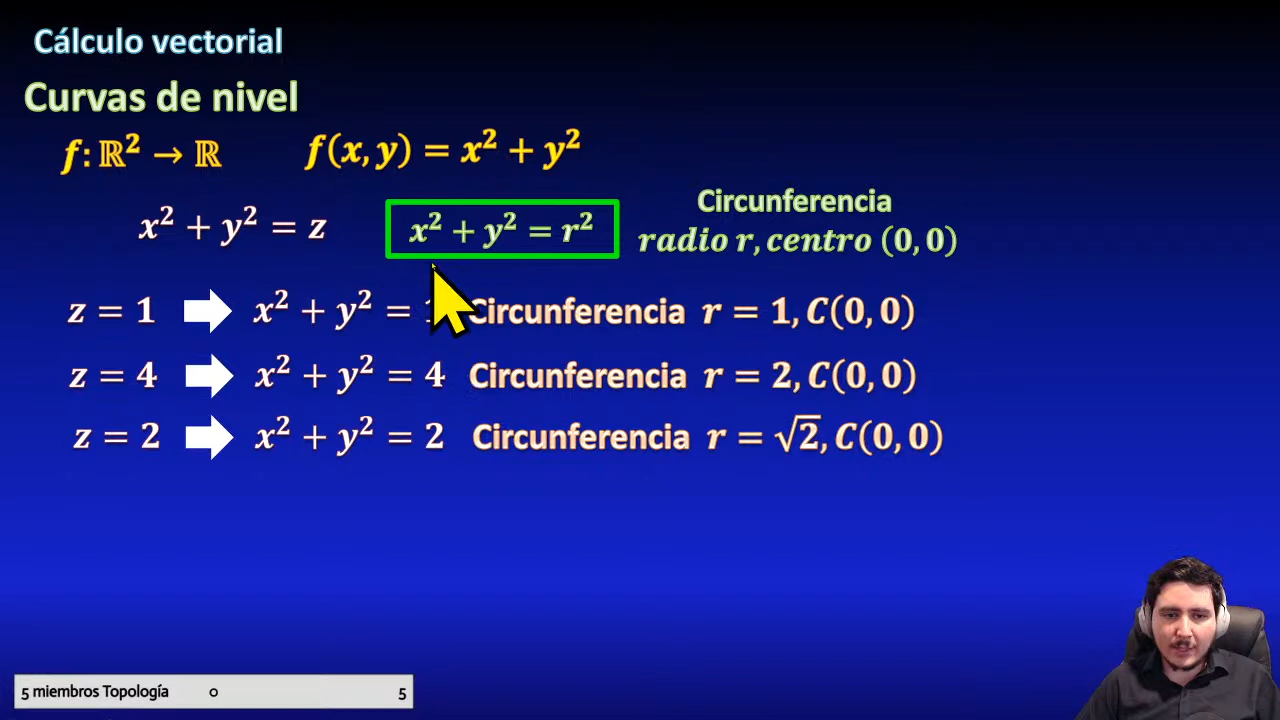 Cálculo vectorial
Curvas de nivel
f: ℝ² → ℝ f(x, y) = x² + y²
x² + y² = z x² + y² = r² Circunferencia
radio r, centro (0, 0)
z = 1 x² + y² = 1 Circunferencia r = 1, C(0, 0)
z = 4 x² + y² = 4 Circunferencia r = 2, C(0, 0)
z = 2 x² + y² = 2 Circunferencia r = √2, C(0, 0)
5 miembros Topología 5